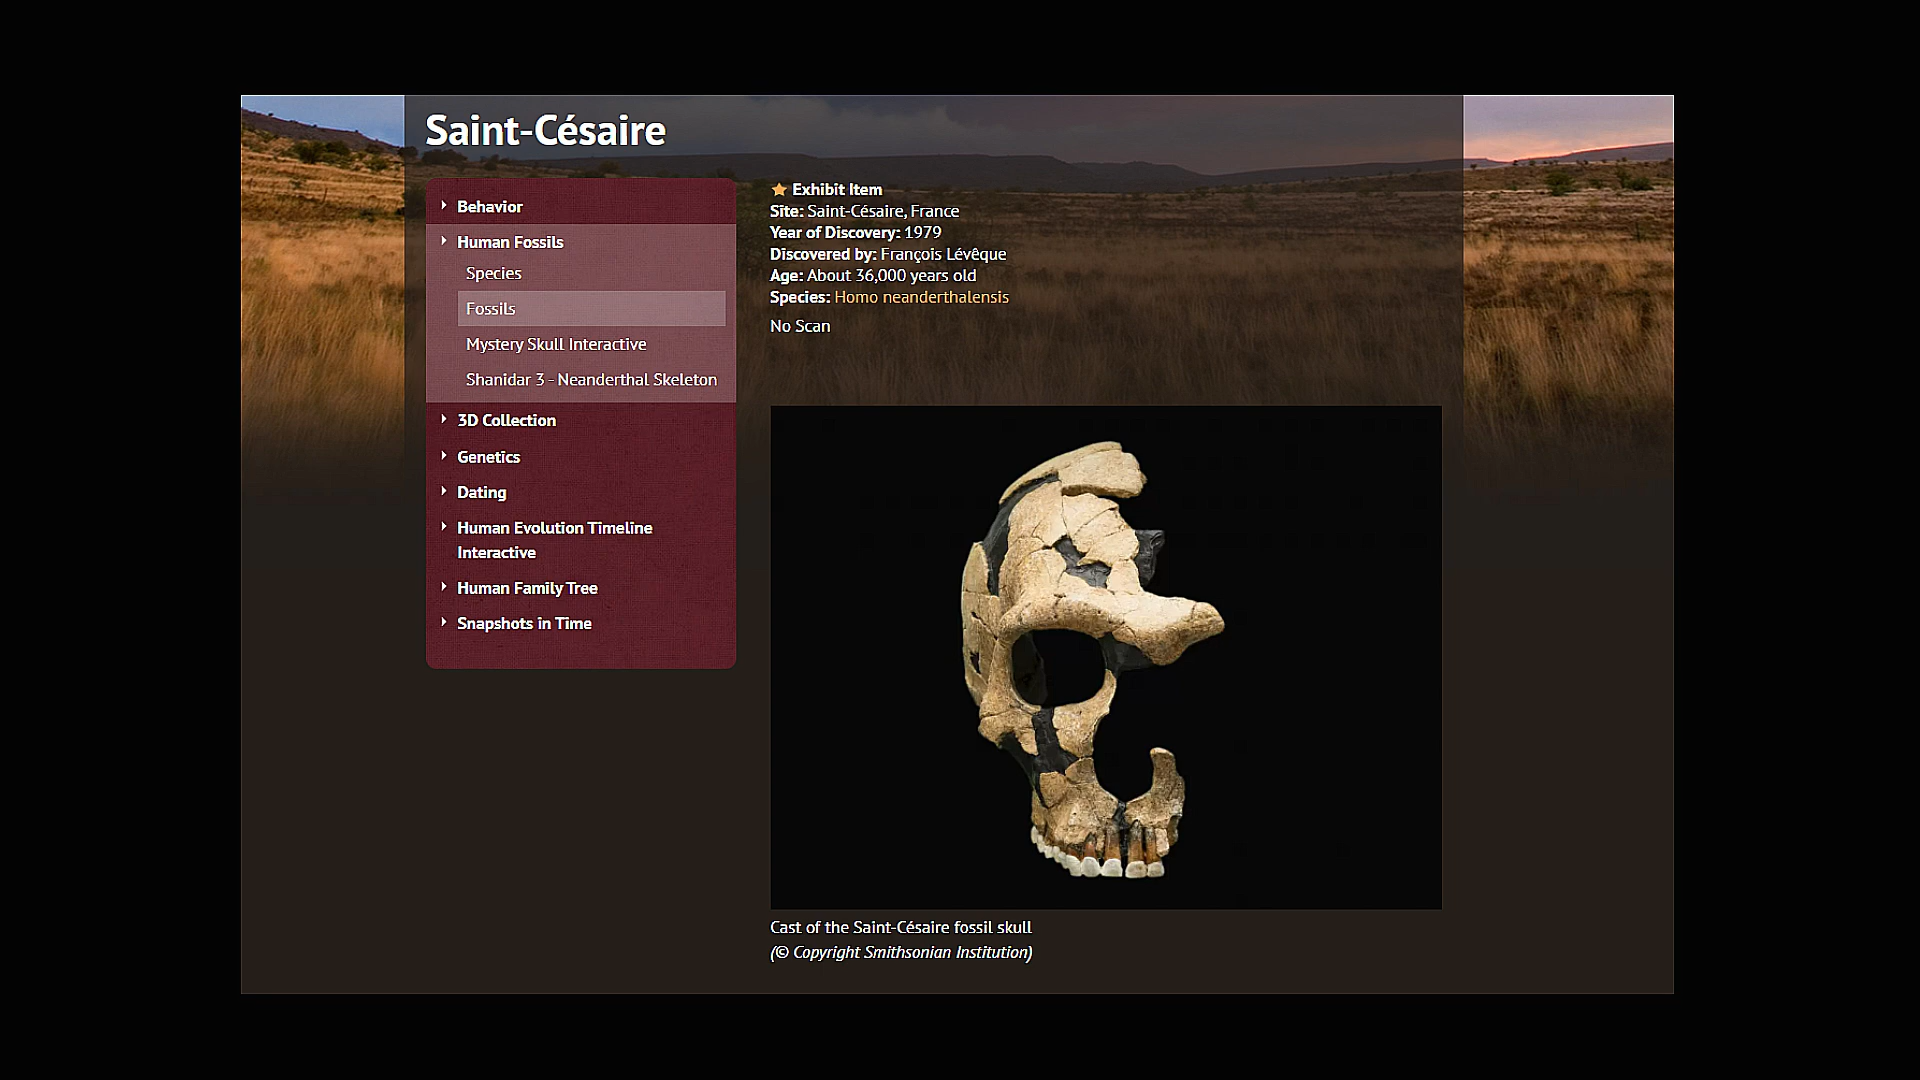 Saint-Césaire
Behavior
Human Fossils
Species
Fossils
Mystery Skull Interactive
Shanidar 3 - Neanderthal Skeleton
3D Collection
Genetics
Dating
Human Evolution Timeline
Interactive
Human Family Tree
Snapshots in Time
Exhibit Item
Site: Saint-Césaire, France
Year of Discovery: 1979
Discovered by: François Lévêque
Age: About 36,000 years old
Species: Homo neanderthalensis
No Scan
Cast of the Saint-Césaire fossil skull
(© Copyright Smithsonian Institution)